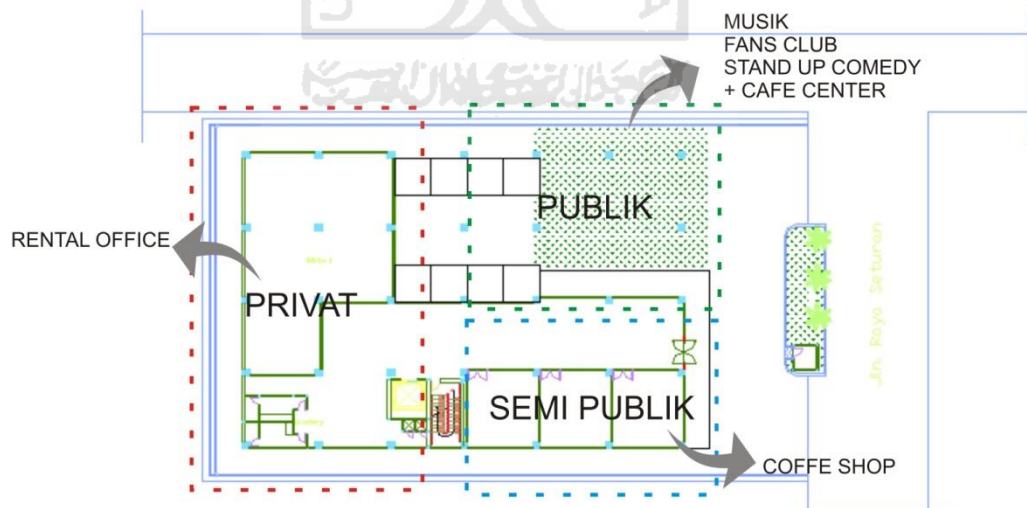 MUSIK
FANS CLUB
STAND UP COMEDY
+ CAFE CENTER
PUBLIK
RENTAL OFFICE
PRIVAT
SEMI PUBLIK
COFFE SHOP
Jln. Raya Seturan